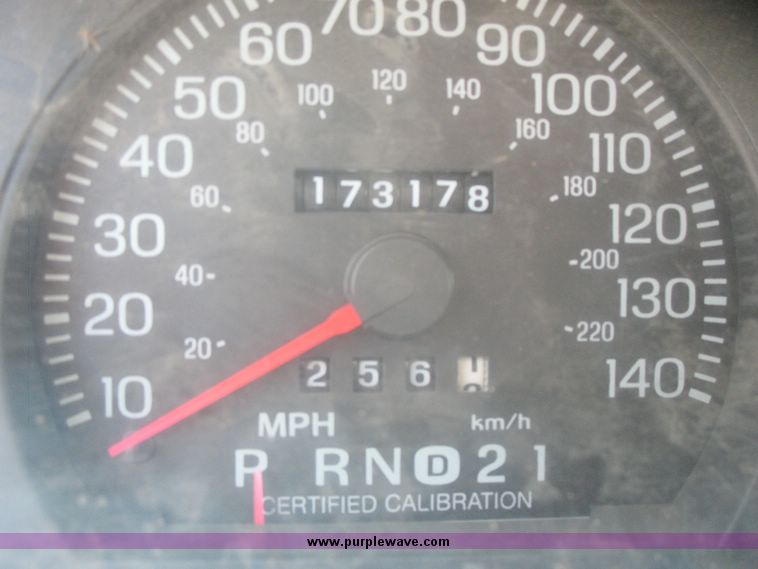 70 80
60 90
50 100
40 110
30 120
20 130
10 140
100 120 140
80 160
60 180
40 200
20 220
173178
256
MPH km/h
P R N D 2 1
CERTIFIED CALIBRATION
www.purplewave.com